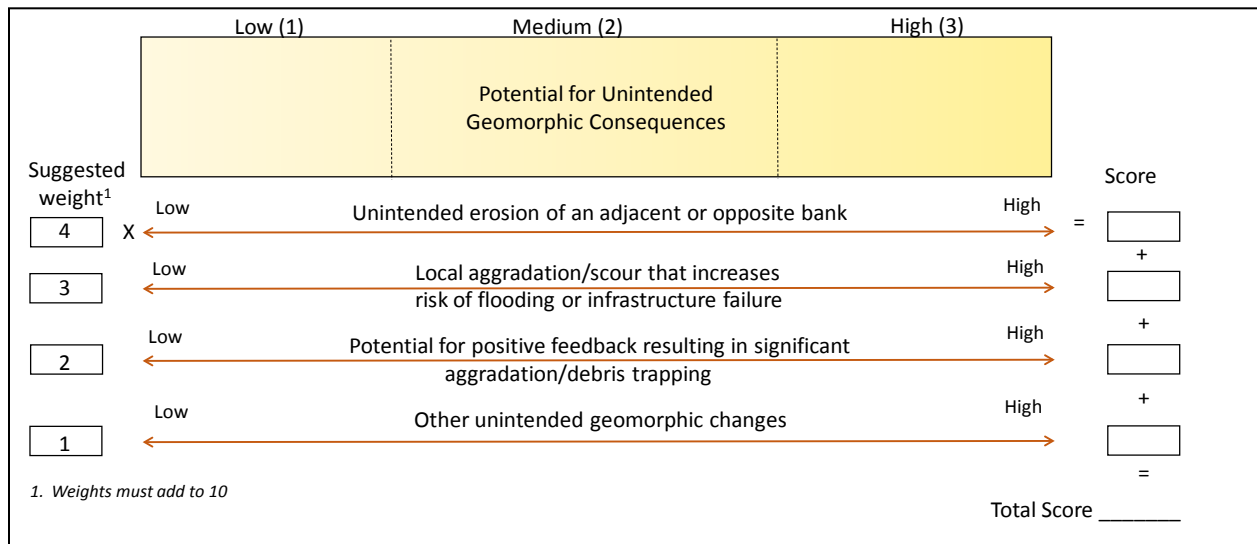 Low (1) Medium (2) High (3)
Potential for Unintended
Geomorphic Consequences
Suggested
weight1
Score
Low Unintended erosion of an adjacent or opposite bank High
4 X =
+
Low Local aggradation/scour that increases High
3 risk of flooding or infrastructure failure
+
Low Potential for positive feedback resulting in significant High
2 aggradation/debris trapping
+
Low Other unintended geomorphic changes High
1
=
1. Weights must add to 10
Total Score _______